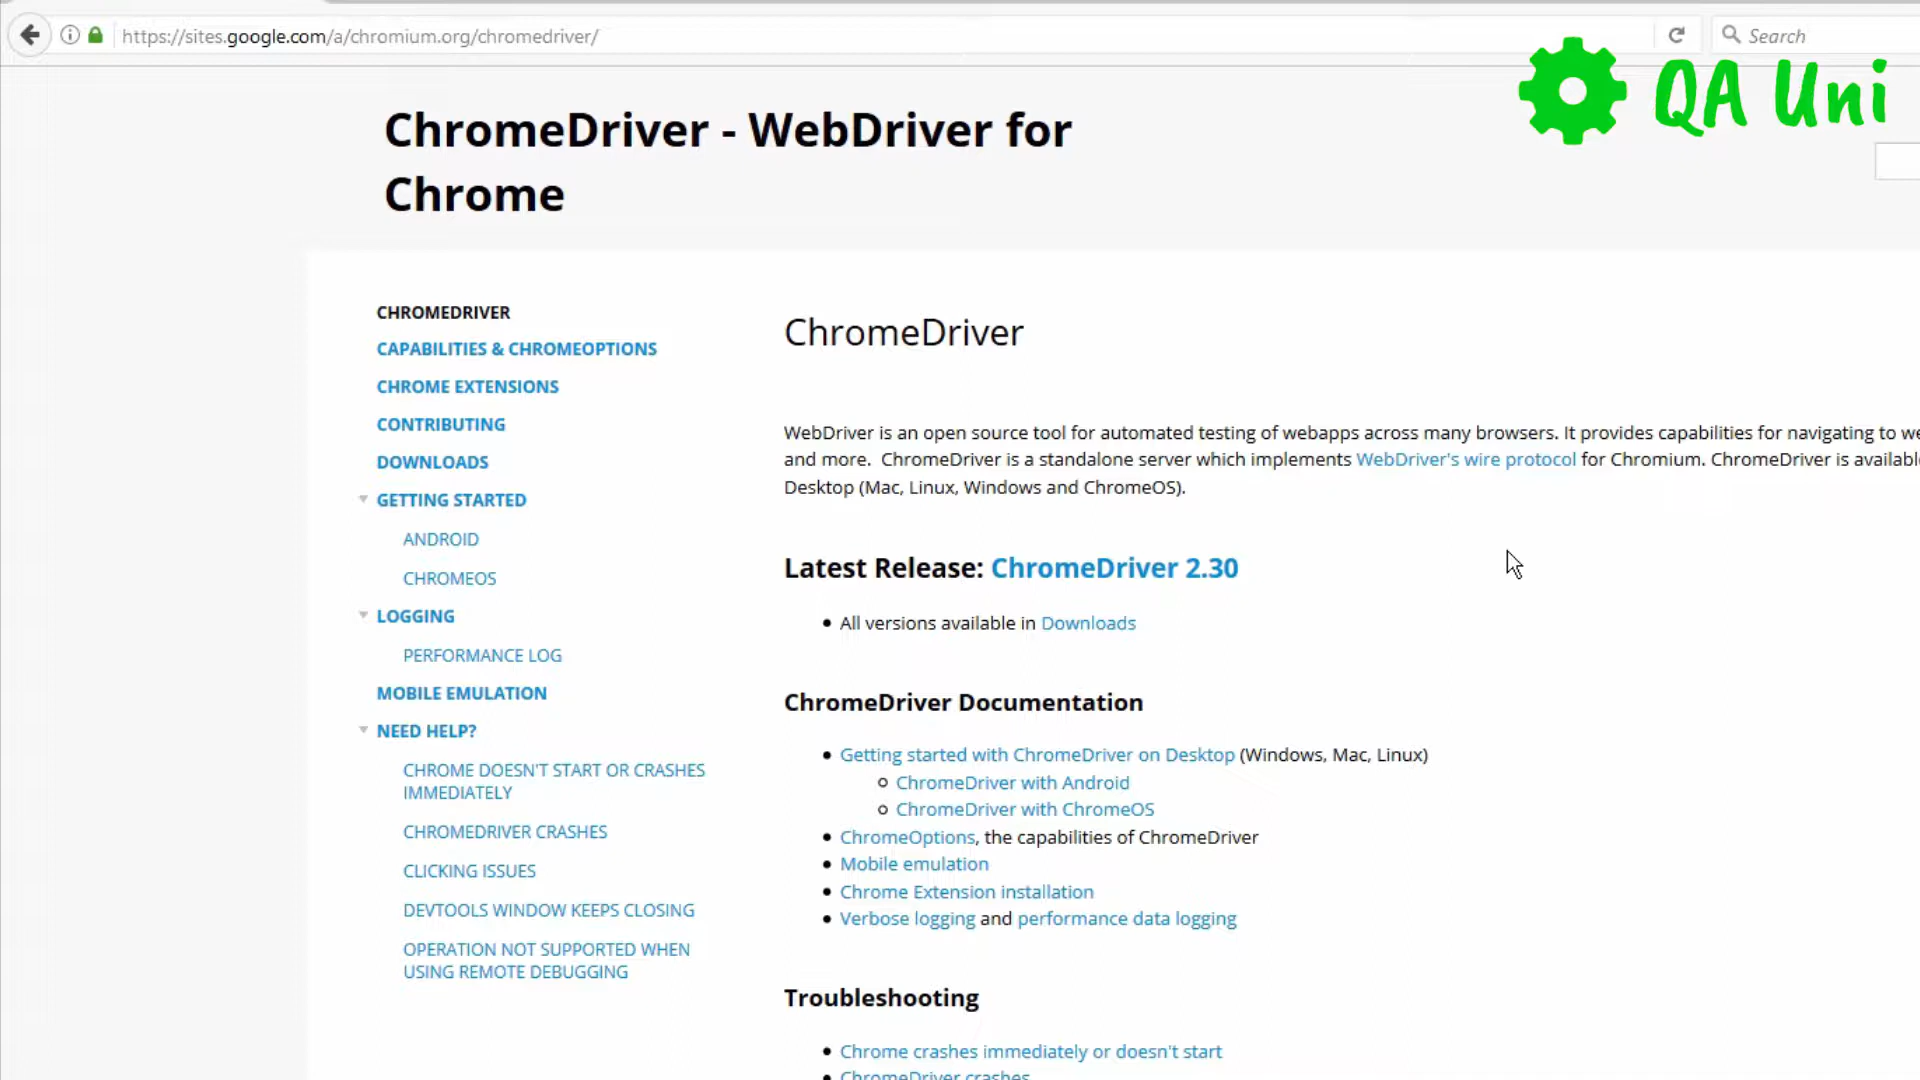 https://sites.google.com/a/chromium.org/chromedriver/
Search
QA Uni
ChromeDriver - WebDriver for
Chrome
CHROMEDRIVER
CAPABILITIES & CHROMEOPTIONS
CHROME EXTENSIONS
CONTRIBUTING
DOWNLOADS
GETTING STARTED
ANDROID
CHROMEOS
LOGGING
PERFORMANCE LOG
MOBILE EMULATION
NEED HELP?
CHROME DOESN'T START OR CRASHES
IMMEDIATELY
CHROMEDRIVER CRASHES
CLICKING ISSUES
DEVTOOLS WINDOW KEEPS CLOSING
OPERATION NOT SUPPORTED WHEN
USING REMOTE DEBUGGING
ChromeDriver
WebDriver is an open source tool for automated testing of webapps across many browsers. It provides capabilities for navigating to
and more. ChromeDriver is a standalone server which implements WebDriver's wire protocol for Chromium. ChromeDriver is
Desktop (Mac, Linux, Windows and ChromeOS).
Latest Release: ChromeDriver 2.30
• All versions available in Downloads
ChromeDriver Documentation
• Getting started with ChromeDriver on Desktop (Windows, Mac, Linux)
○ ChromeDriver with Android
○ ChromeDriver with ChromeOS
• ChromeOptions, the capabilities of ChromeDriver
• Mobile emulation
• Chrome Extension installation
• Verbose logging and performance data logging
Troubleshooting
• Chrome crashes immediately or doesn't start
• ChromeDriver crashes